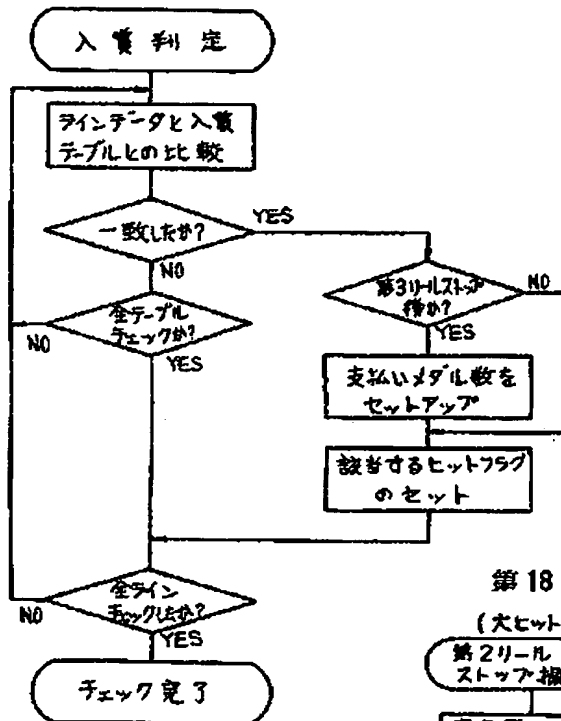 入賞判定
ラインデータと入賞
テーブルとの比較
一致したか?
YES
NO
第3リールストップ
後か?
NO
YES
全テーブル
チェックか?
NO
YES
支払いメダル数を
セットアップ
該当するヒットフラグ
のセット
全ライン
チェックしたか?
NO
YES
チェック完了
第18
(大ヒット
第2リール
ストップ操